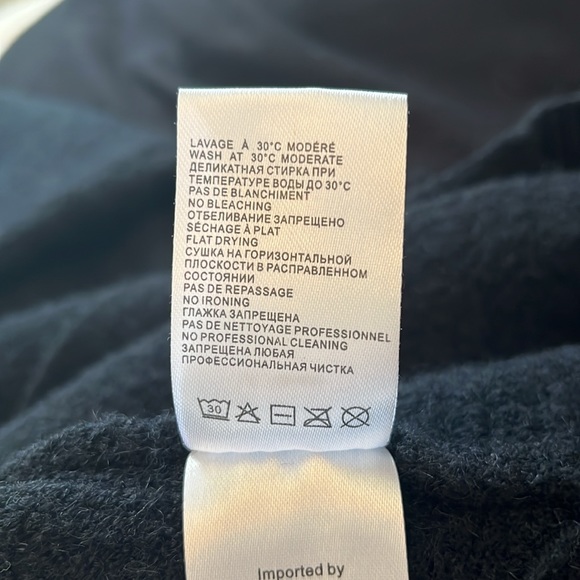 LAVAGE À 30°C MODÉRÉ
WASH AT 30°C MODERATE
ДЕЛИКАТНАЯ СТИРКА ПРИ
ТЕМПЕРАТУРЕ ВОДЫ ДО 30°C
PAS DE BLANCHIMENT
NO BLEACHING
ОТБЕЛИВАНИЕ ЗАПРЕЩЕНО
SÉCHAGE À PLAT
FLAT DRYING
СУШКА НА ГОРИЗОНТАЛЬНОЙ
ПЛОСКОСТИ В РАСПРАВЛЕННОМ
СОСТОЯНИИ
PAS DE REPASSAGE
NO IRONING
ГЛАЖКА ЗАПРЕЩЕНА
PAS DE NETTOYAGE PROFESSIONNEL
NO PROFESSIONAL CLEANING
ЗАПРЕЩЕНА ЛЮБАЯ
ПРОФЕССИОНАЛЬНАЯ ЧИСТКА
30
Imported by